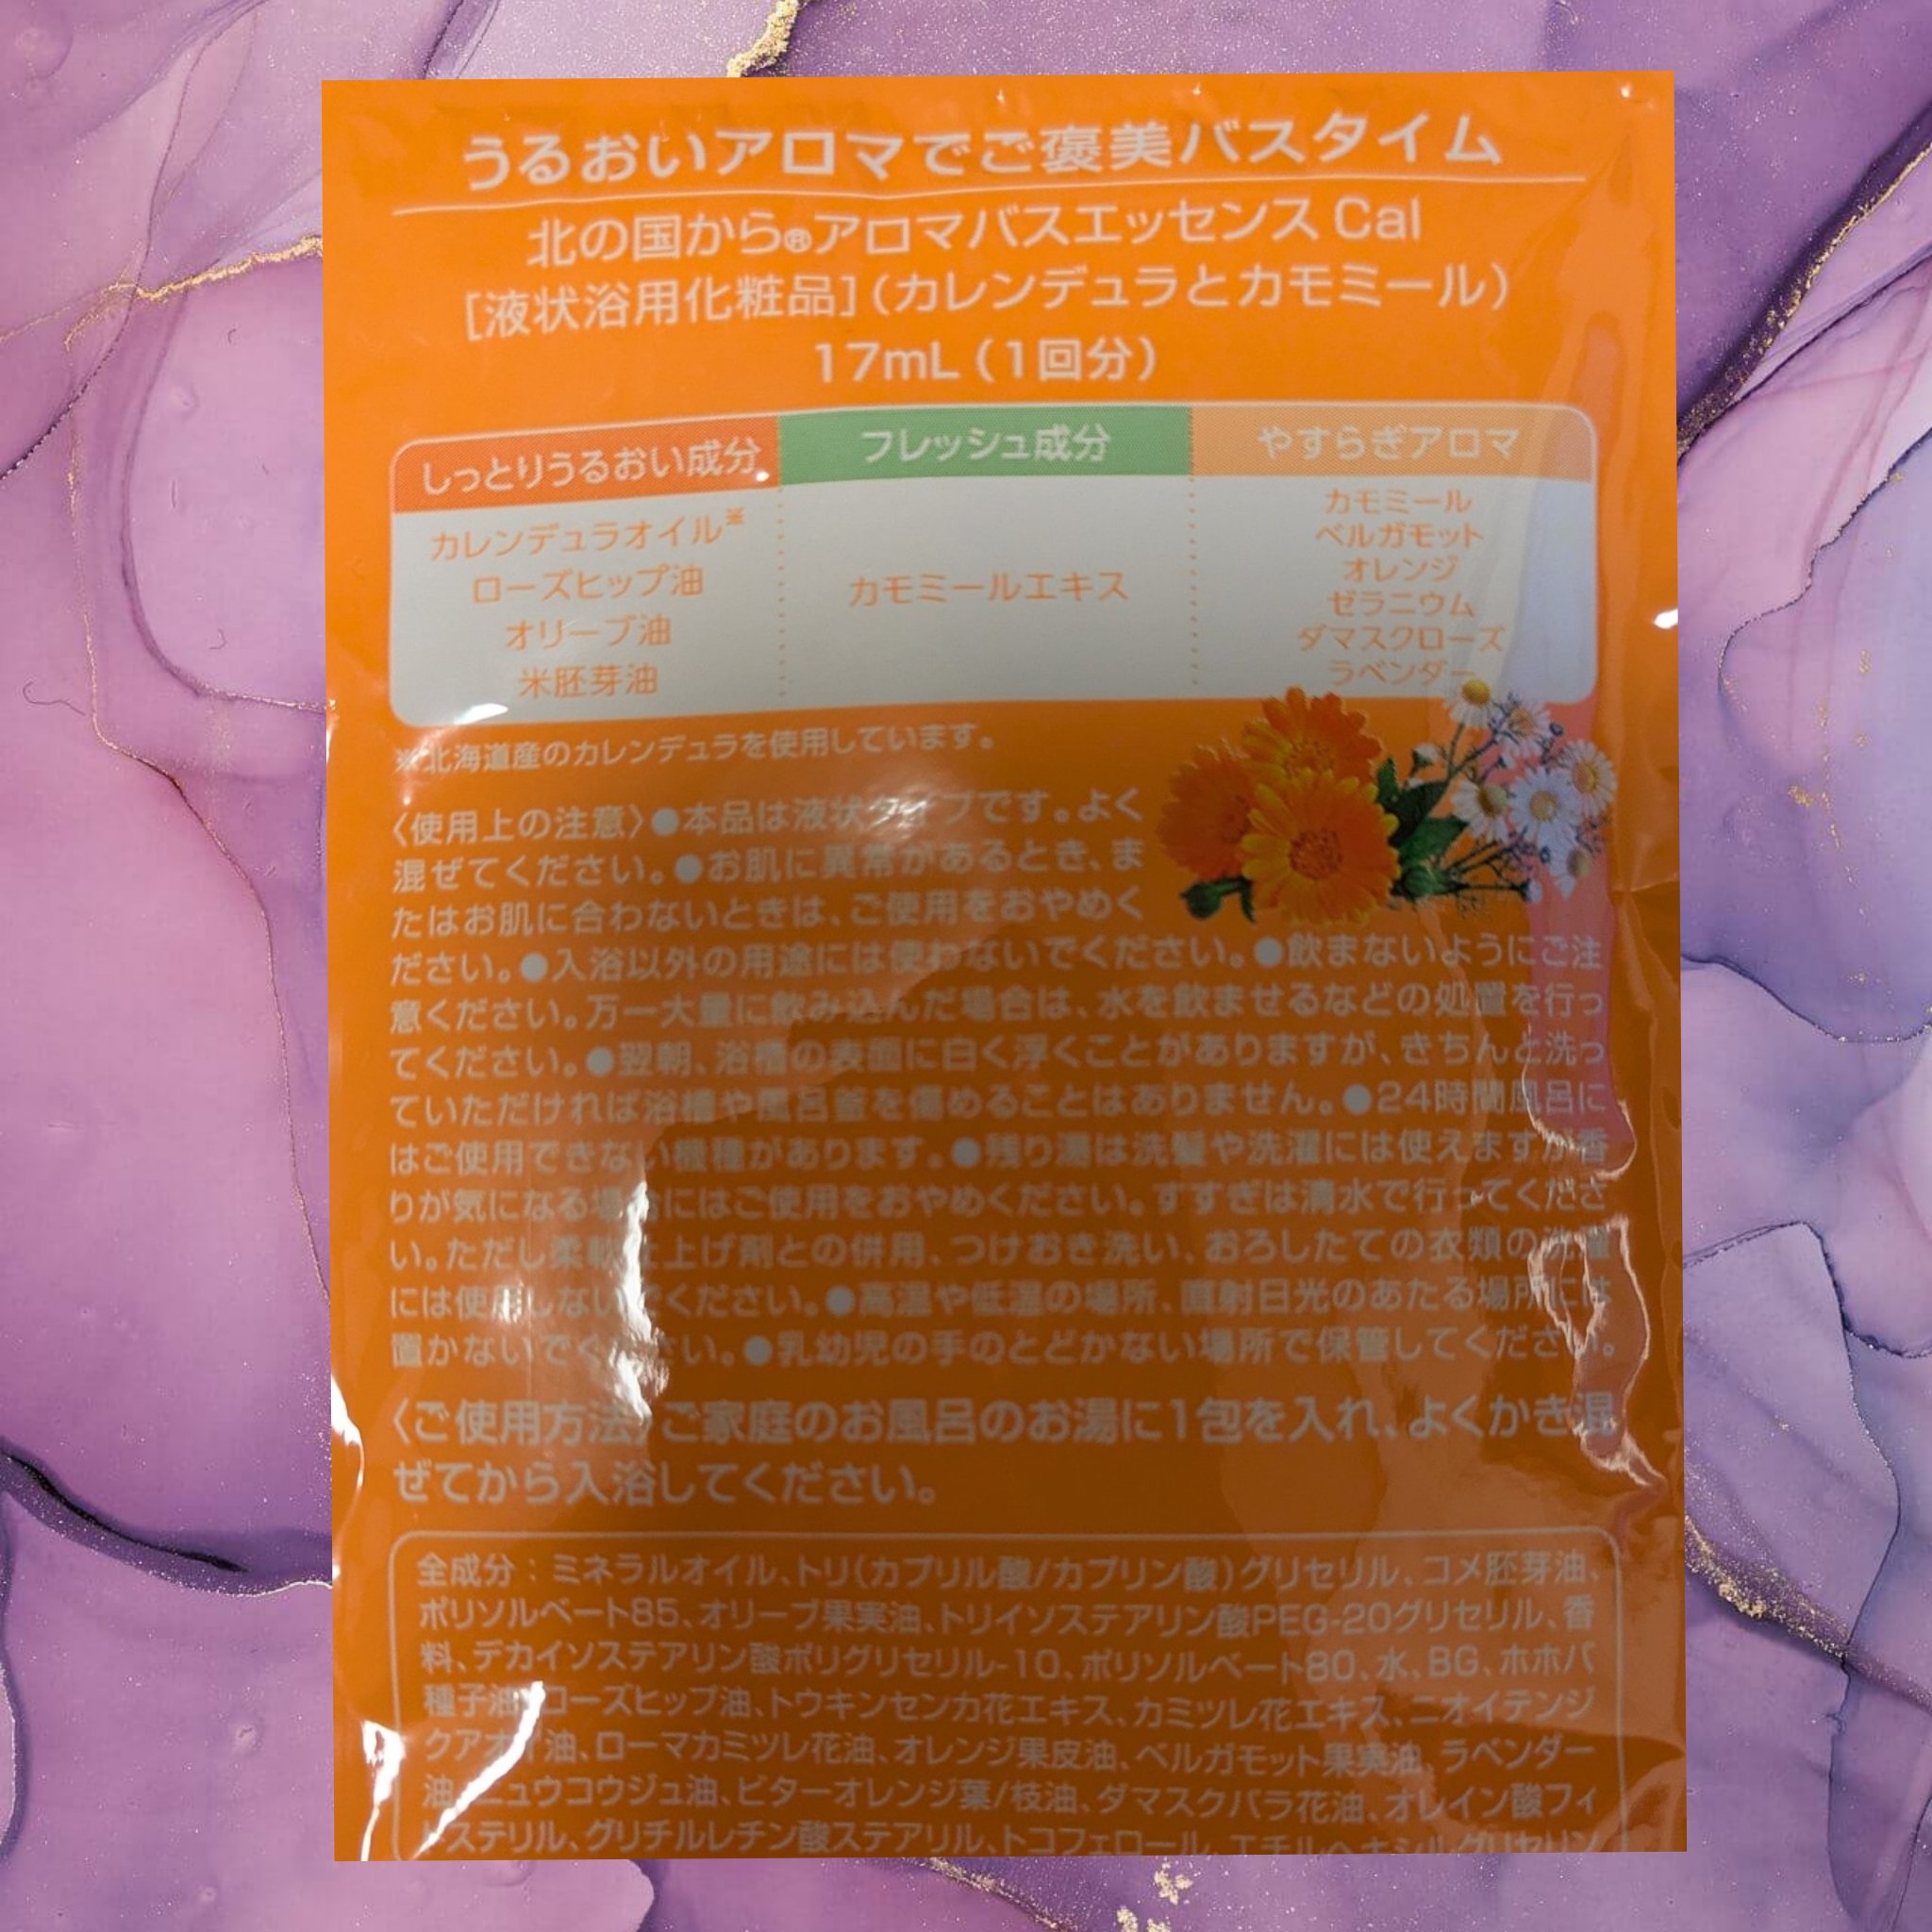 うるおいアロマでご褒美バスタイム
北の国から®アロマバスエッセンス Cal
[液状浴用化粧品](カレンデュラとカモミール)
17mL(1回分)
しっとりうるおい成分
カレンデュラオイル※
ローズヒップ油
オリーブ油
米胚芽油
フレッシュ成分
カモミールエキス
やすらぎアロマ
カモミール
ベルガモット
オレンジ
ゼラニウム
ダマスクローズ
ラベンダー
※北海道産のカレンデュラを使用しています。
〈使用上の注意〉●本品は液状タイプです。よく
混ぜてください。●お肌に異常があるとき、ま
たはお肌に合わないときは、ご使用をおやめく
ださい。●入浴以外の用途には使わないでください。●飲まないようにご注
意ください。万一大量に飲み込んだ場合は、水を飲ませるなどの処置を行っ
てください。●翌朝、浴槽の表面に白く浮くことがありますが、きちんと洗っ
ていただければ浴槽や風呂釜を傷めることはありません。●24時間風呂に
はご使用できない機種があります。●残り湯は洗髪や洗濯には使えますが香
りが気になる場合にはご使用をおやめください。すすぎは清水で行ってくださ
い。ただし柔軟仕上げ剤との併用、つけおき洗い、おろしたての衣類の洗濯
には使用しないでください。●高温や低温の場所、直射日光のあたる場所には
置かないでください。●乳幼児の手のとどかない場所で保管してください。
〈ご使用方法〉ご家庭のお風呂のお湯に1包を入れ、よくかき混
ぜてから入浴してください。
全成分：ミネラルオイル、トリ(カプリル酸/カプリン酸)グリセリル、コメ胚芽油、
ポリソルベート85、オリーブ果実油、トリイソステアリン酸PEG-20グリセリル、香
料、デカイソステアリン酸ポリグリセリル-10、ポリソルベート80、水、BG、ホホバ
種子油、ローズヒップ油、トウキンセンカ花エキス、カミツレ花エキス、ニオイテンジ
クアオイ油、ローマカミツレ花油、オレンジ果皮油、ベルガモット果実油、ラベンダー
油、ニュウコウジュ油、ビターオレンジ葉/枝油、ダマスクバラ花油、オレイン酸フィ
トステリル、グリチルレチン酸ステアリル、トコフェロール、エチルヘキシルグリセリン